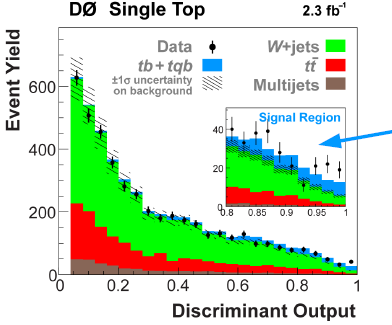 DØ Single Top 2.3 fb⁻¹
Event Yield
Data W+jets
tb + tqb tt̄
±1σ uncertainty
on background Multijets
600
400
200
0
Signal Region
40
20
0
0.8 0.85 0.9 0.95 1
0 0.2 0.4 0.6 0.8 1
Discriminant Output